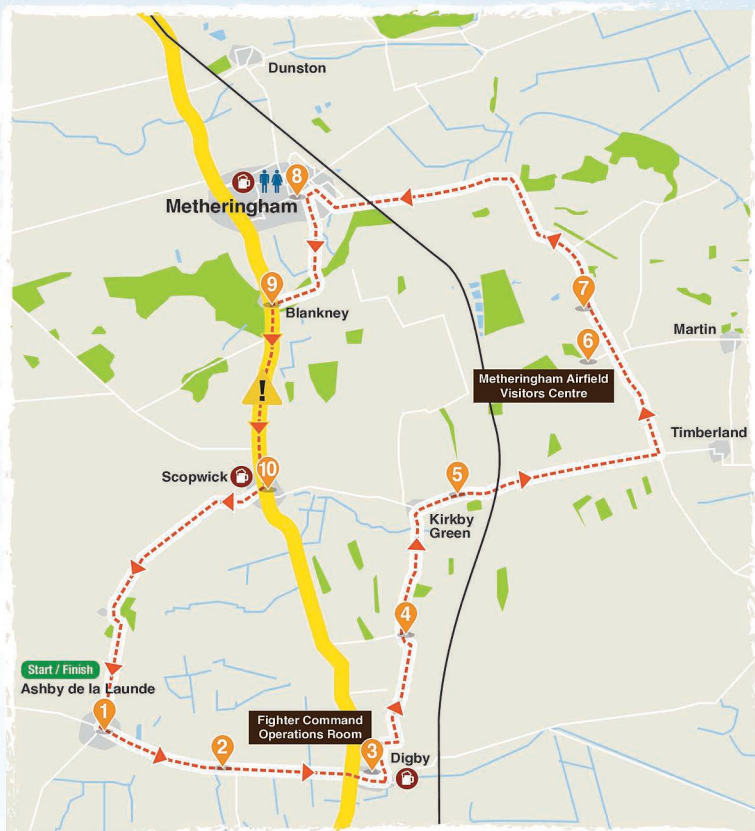 Dunston
8
Metheringham
9
Blankney
7
Martin
6
Metheringham Airfield
Visitors Centre
!
Timberland
Scopwick
10
5
Kirkby
Green
4
Start / Finish
Ashby de la Launde
1
Fighter Command
Operations Room
2
3
Digby